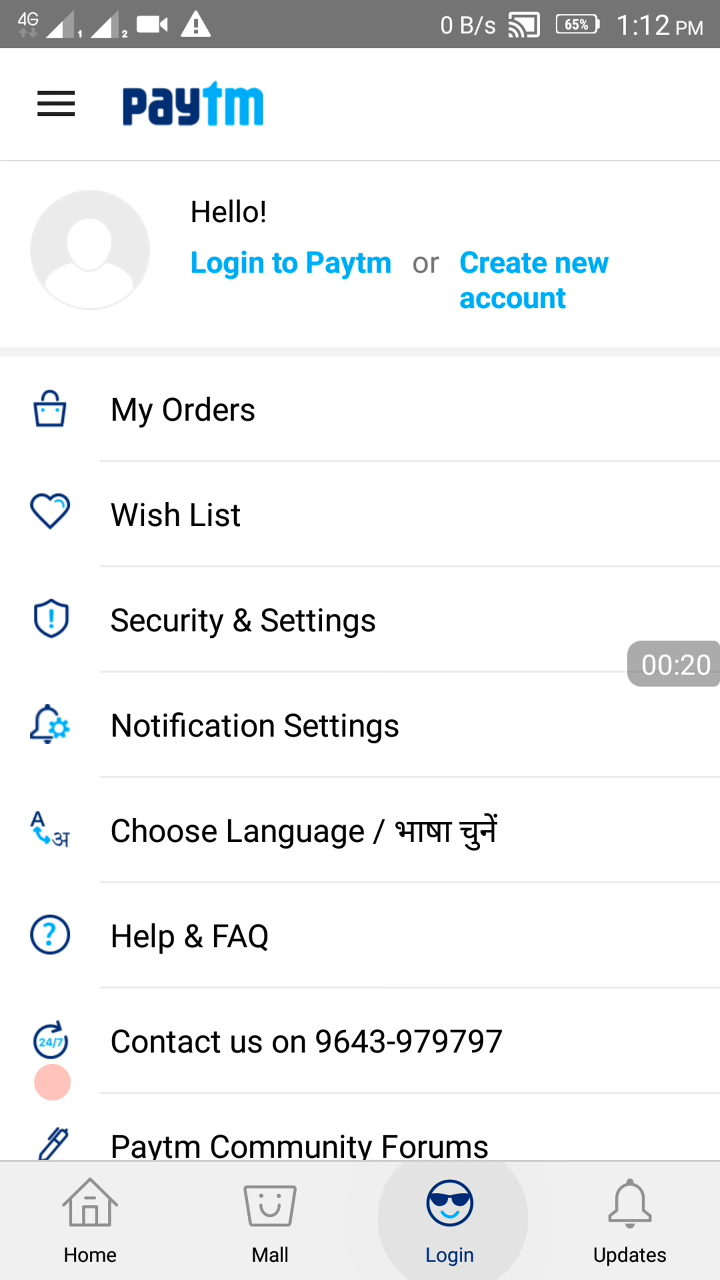 4G 1 2 0 B/s 65% 1:12 PM
paytm
Hello!
Login to Paytm or Create new
account
My Orders
Wish List
Security & Settings
00:20
Notification Settings
A अ
Choose Language / भाषा चुनें
? Help & FAQ
24/7 Contact us on 9643-979797
Paytm Community Forums
Home Mall Login Updates